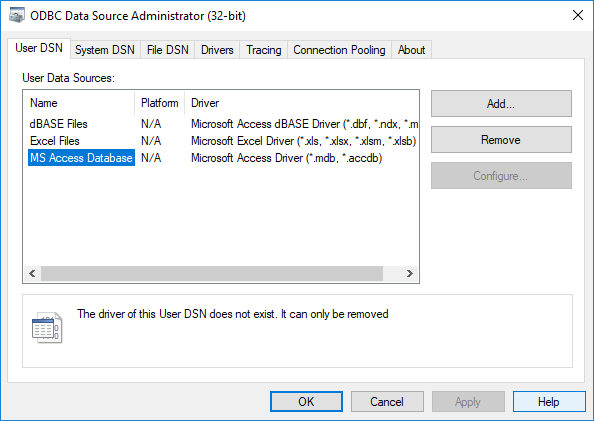 ODBC Data Source Administrator (32-bit)
User DSN System DSN File DSN Drivers Tracing Connection Pooling About
User Data Sources:
Name Platform Driver
dBASE Files N/A Microsoft Access dBASE Driver (*.dbf, *.ndx, *.m
Excel Files N/A Microsoft Excel Driver (*.xls, *.xlsx, *.xlsm, *.xlsb)
MS Access Database N/A Microsoft Access Driver (*.mdb, *.accdb)
Add...
Remove
Configure...
The driver of this User DSN does not exist. It can only be removed
OK Cancel Apply Help